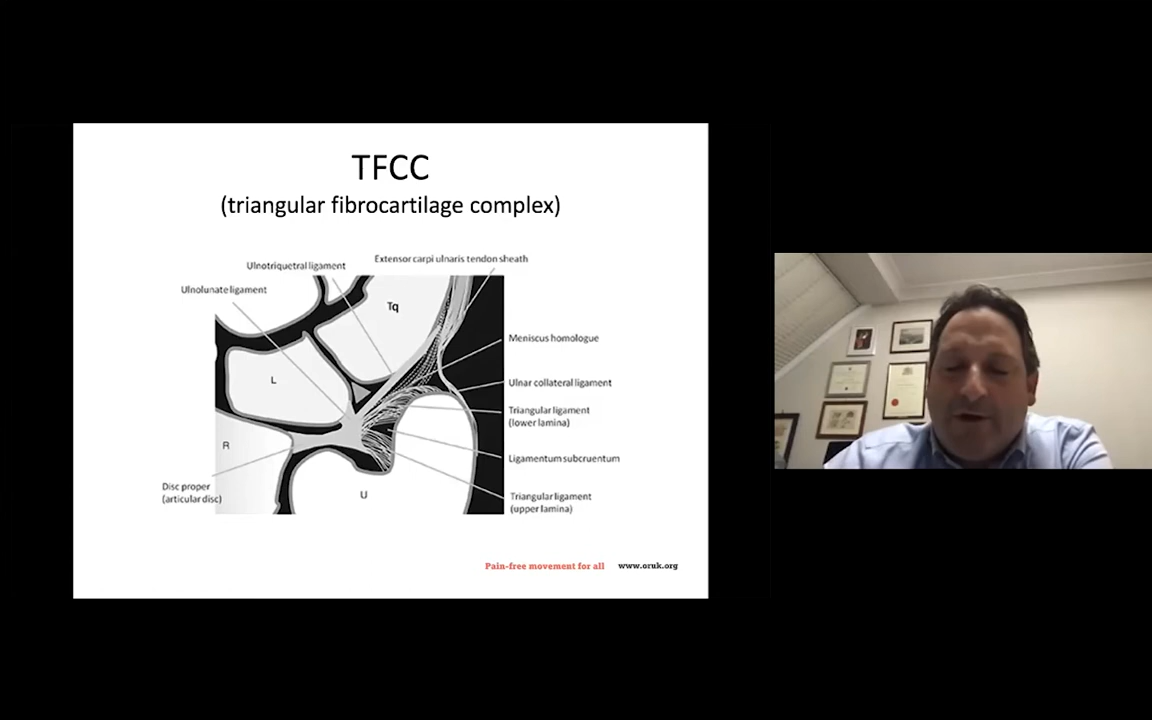 TFCC
(triangular fibrocartilage complex)
Extensor carpi ulnaris tendon sheath
Ulnotriquetral ligament
Ulnolunate ligament
Tq
Meniscus homologue
L
Ulnar collateral ligament
Triangular ligament
(lower lamina)
R
Ligamentum subcruentum
Disc proper
(articular disc)
U
Triangular ligament
(upper lamina)
Pain-free movement for all www.oruk.org